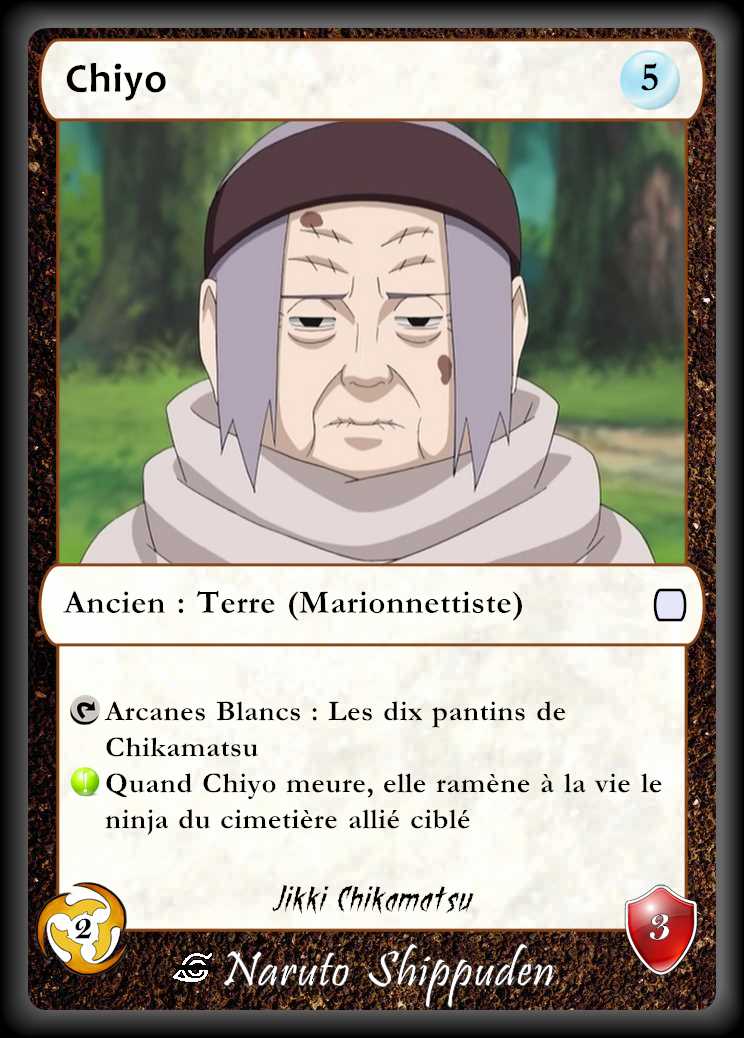 Chiyo
5
Ancien : Terre (Marionnettiste)
Arcanes Blancs : Les dix pantins de
Chikamatsu
Quand Chiyo meure, elle ramène à la vie le
ninja du cimetière allié ciblé
Jikki Chikamatsu
2
3
Naruto Shippuden